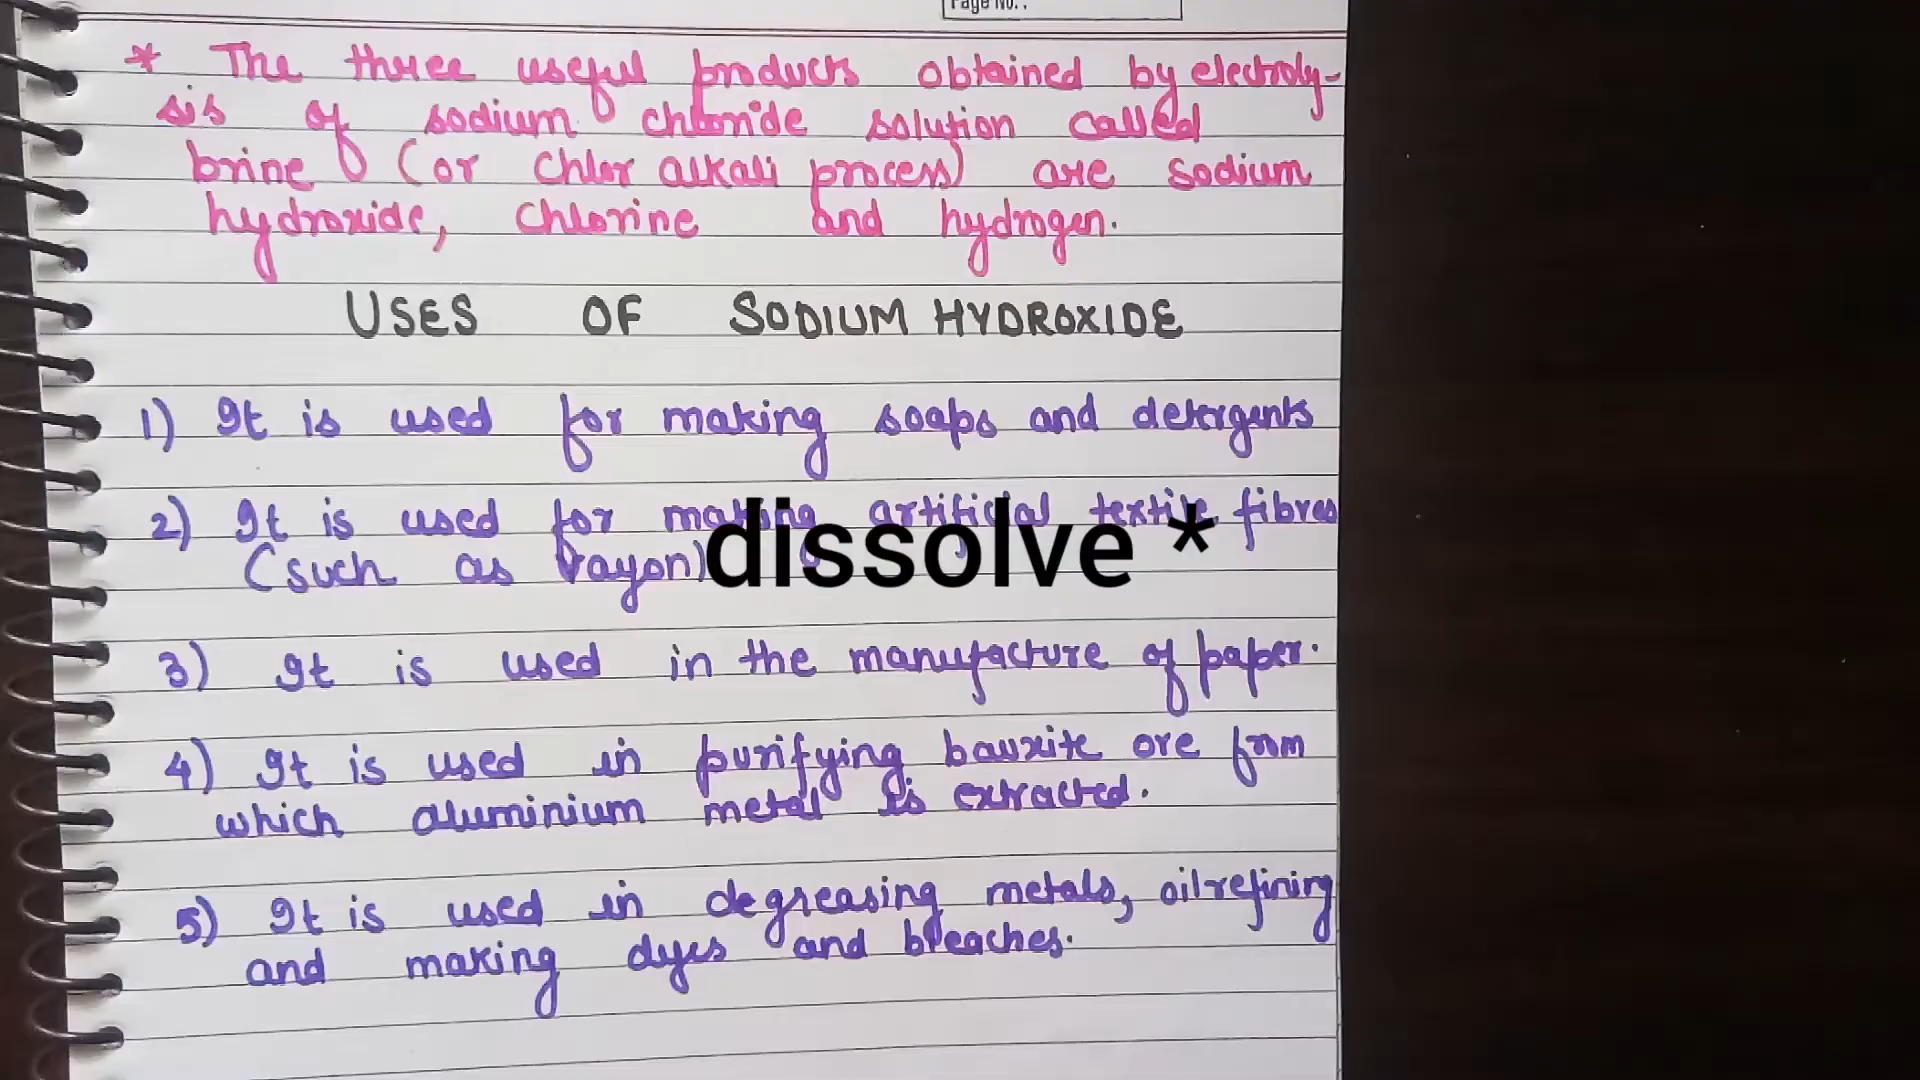 Page No.:
* The three useful products obtained by electroly-
sis of sodium chloride solution called
brine (or chlor alkali process) are sodium
hydroxide, chlorine and hydrogen.
USES OF SODIUM HYDROXIDE
1) It is used for making soaps and detergents
2) It is used for making artificial textile fibres
(such as rayon)
dissolve *
3) It is used in the manufacture of paper.
4) It is used in purifying bauxite ore from
which aluminium metal is extracted.
5) It is used in degreasing metals, oil refining
and making dyes and bleaches.